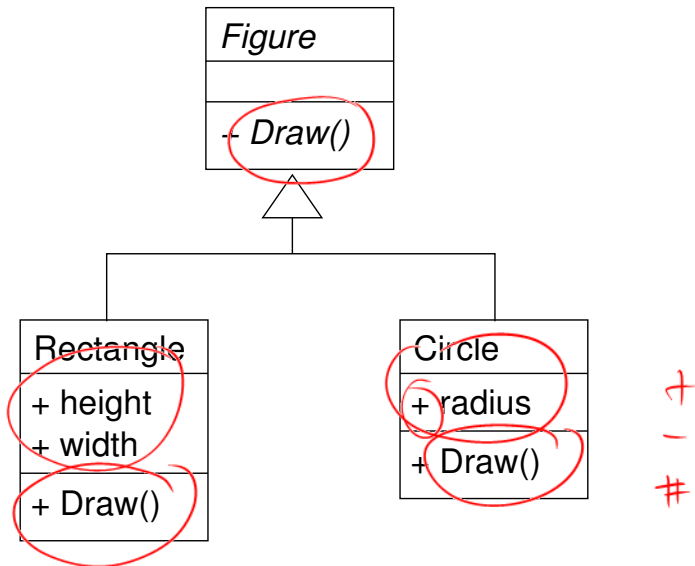 Figure
+ Draw()
Rectangle
+ height
+ width
+ Draw()
Circle
+ radius
+ Draw()
+
-
#